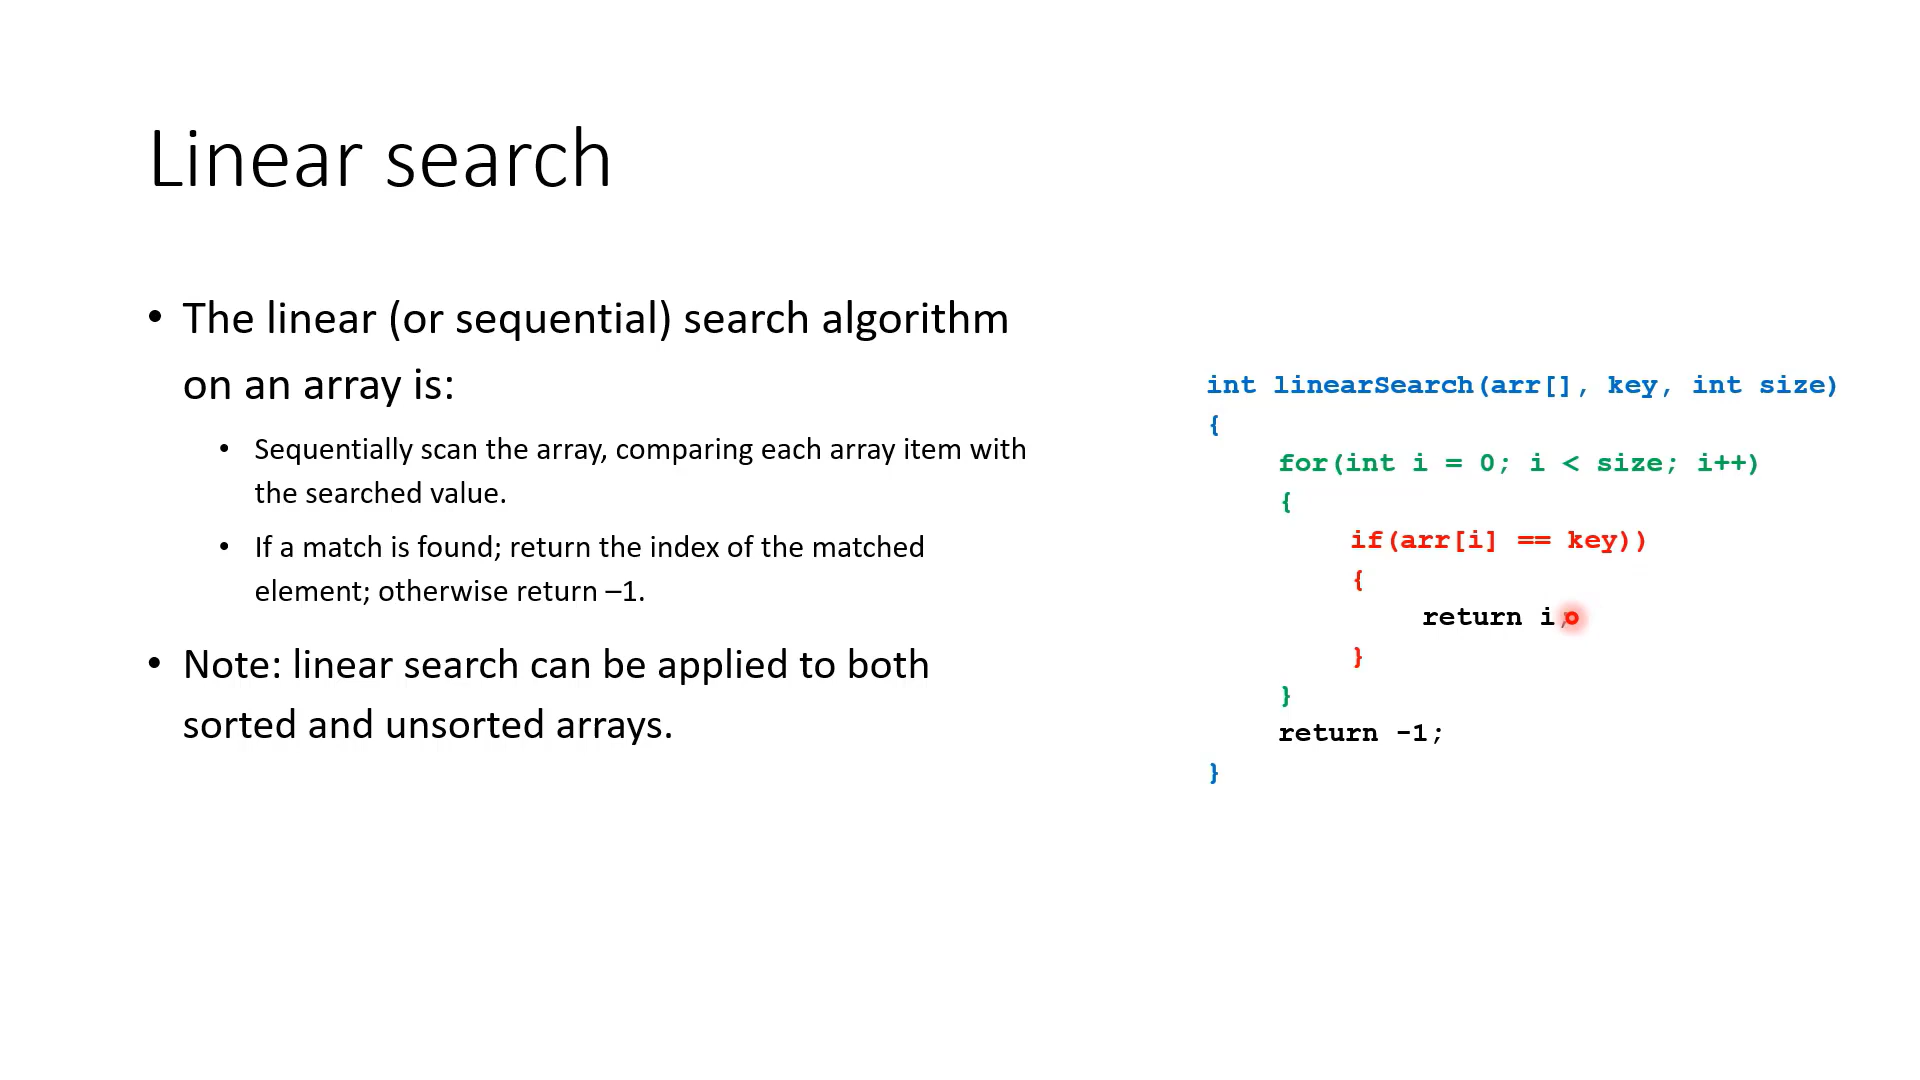 Linear search
• The linear (or sequential) search algorithm
on an array is:
• Sequentially scan the array, comparing each array item with
the searched value.
• If a match is found; return the index of the matched
element; otherwise return –1.
• Note: linear search can be applied to both
sorted and unsorted arrays.
int linearSearch(arr[], key, int size)
{
for(int i = 0; i < size; i++)
{
if(arr[i] == key))
{
return i;
}
}
return -1;
}